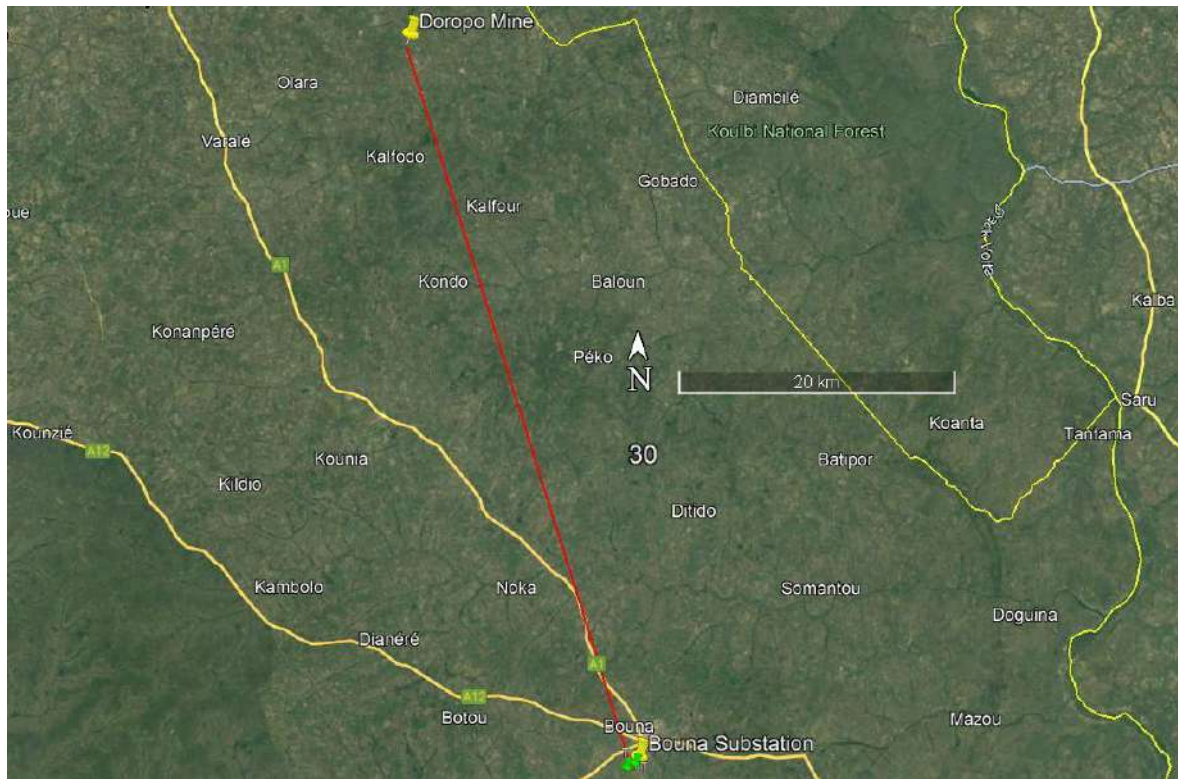 Doropo Mine
Olara
Diambilé
Koulbi National Forest
Varalé
Kalfodo
Gobado
Kalfour
A1
Kondo
Baloun
Kalba
Konanpéré
Péko
N
20 km
Saru
Koanta
Tantama
Kounzié
A12
Kounia
30
Batipor
Kildio
Ditido
Kambolo
Noka
Somantou
Doguina
Dianéré
A1
A12
Botou
Bouna
Mazou
Bouna Substation